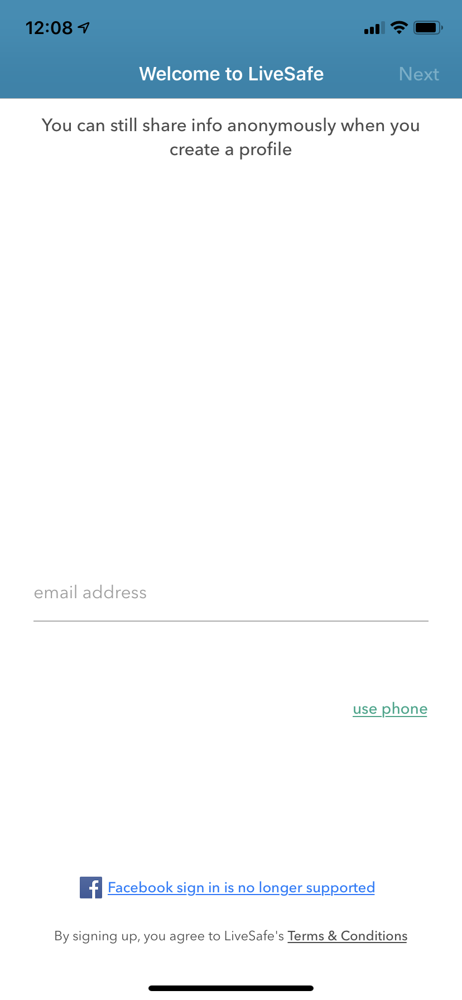 12:08
Welcome to LiveSafe
Next
You can still share info anonymously when you
create a profile
email address
use phone
Facebook sign in is no longer supported
By signing up, you agree to LiveSafe's Terms & Conditions